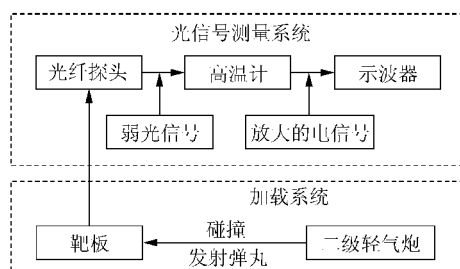 光信号测量系统
光纤探头
高温计
示波器
弱光信号
放大的电信号
加载系统
靶板
碰撞
发射弹丸
二级轻气炮